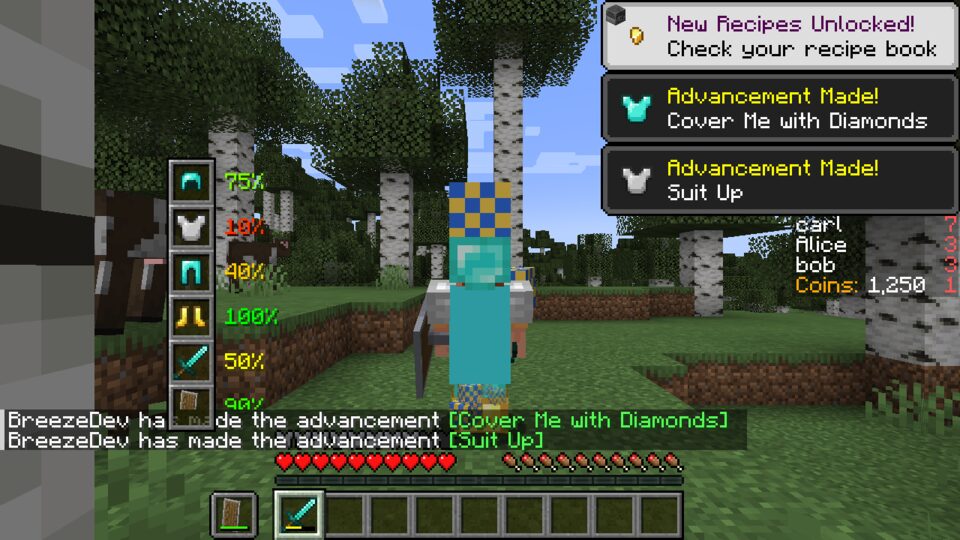 New Recipes Unlocked!
Check your recipe book
Advancement Made!
Cover Me with Diamonds
Advancement Made!
Suit Up
carl 7
Alice 3
bob 3
Coins: 1,250 1
75%
10%
40%
100%
50%
90%
BreezeDev has made the advancement [Cover Me with Diamonds]
BreezeDev has made the advancement [Suit Up]